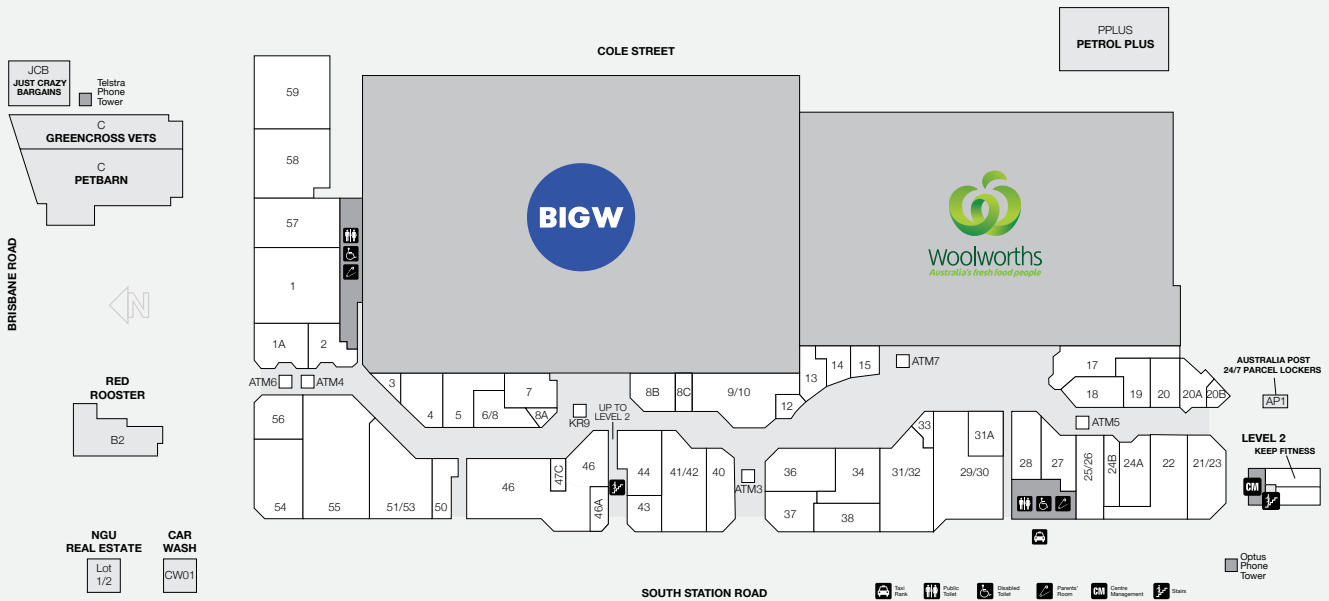 COLE STREET
PPLUS
PETROL PLUS
JCB
JUST CRAZY
BARGAINS
Telstra
Phone
Tower
C
GREENCROSS VETS
C
PETBARN
BRISBANE ROAD
N
59
58
57
1
1A
2
BIGW
Woolworths
Australia's fresh food people
ATM6
ATM4
3
4
5
6/8
7
8A
KR9
UP TO
LEVEL 2
8B
8C
9/10
12
13
14
15
ATM7
17
18
19
20
20A
20B
ATM5
AUSTRALIA POST
24/7 PARCEL LOCKERS
AP1
RED
ROOSTER
B2
56
54
55
51/53
50
46
47C
46
46A
44
43
41/42
40
ATM3
36
37
34
38
31/32
33
29/30
31A
28
27
25/26
24B
24A
22
21/23
LEVEL 2
KEEP FITNESS
CM
NGU
REAL ESTATE
Lot
1/2
CAR
WASH
CW01
Optus
Phone
Tower
SOUTH STATION ROAD
Taxi
Rank
Public
Toilet
Disabled
Toilet
Parents'
Room
CM
Centre
Management
Stairs